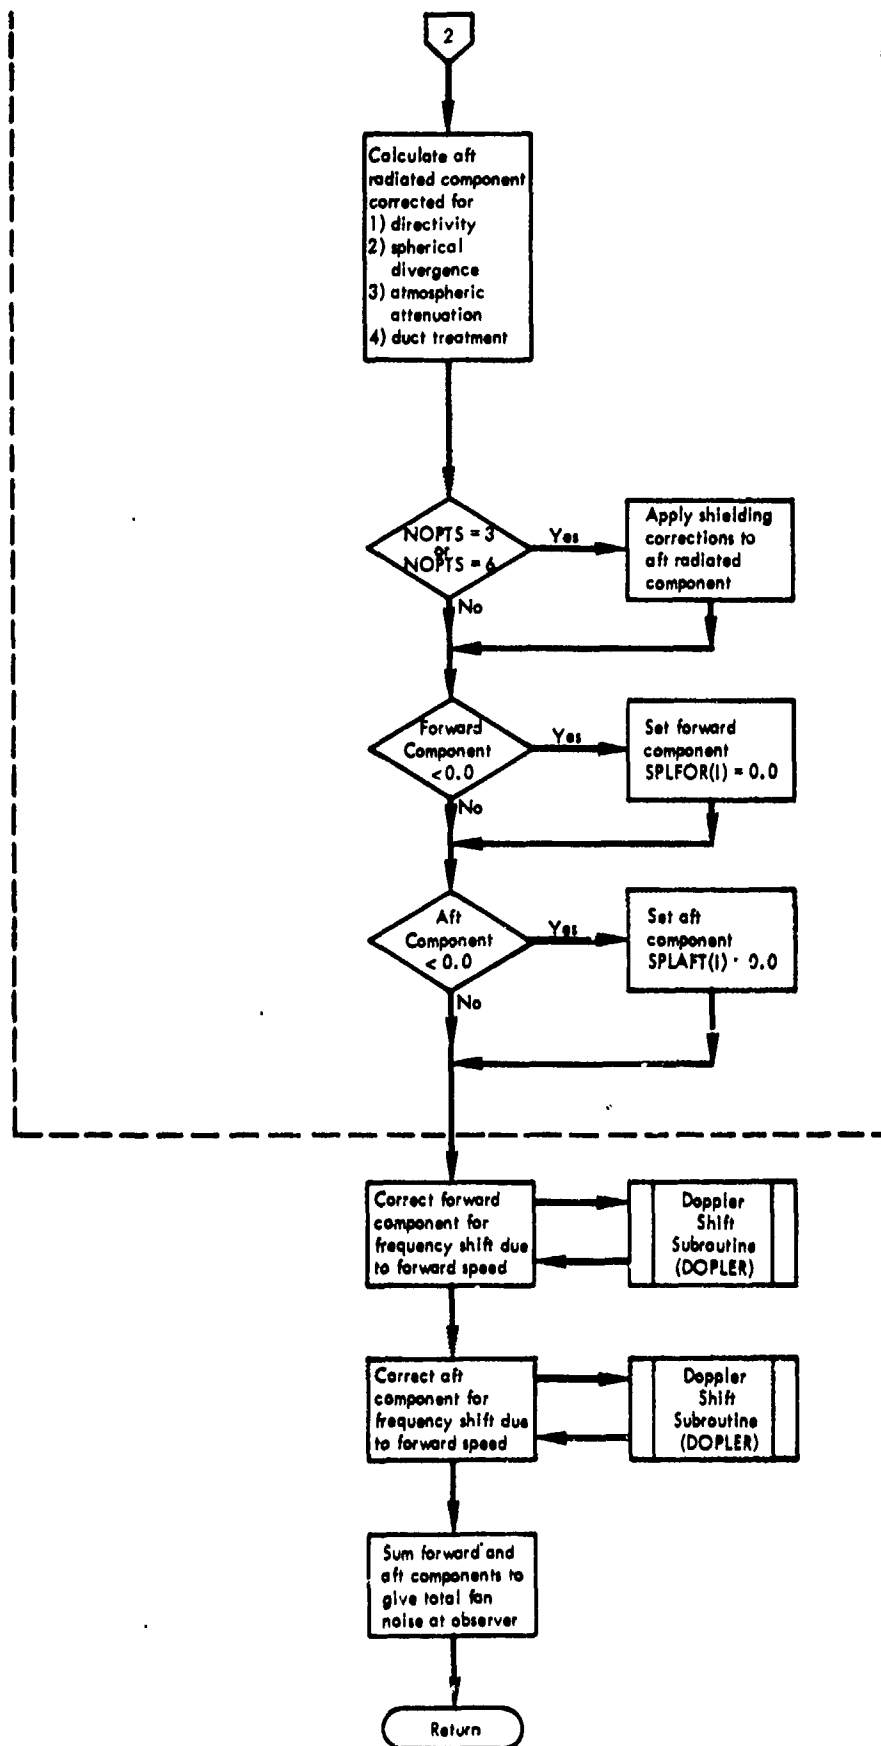 2
Calculate aft
radiated component
corrected for
1) directivity
2) spherical
divergence
3) atmospheric
attenuation
4) duct treatment
NOPTS = 3
or
NOPTS = 6
Yes
No
Apply shielding
corrections to
aft radiated
component
Forward
Component
<0.0
Yes
No
Set forward
component
SPLFOR(I) = 0.0
Aft
Component
< 0.0
Yes
No
Set aft
component
SPLAFT(I) 0.0
Correct forward
component for
frequency shift due
to forward speed
Doppler
Shift
Subroutine
(DOPLER)
Correct aft
component for
frequency shift due
to forward speed
Doppler
Shift
Subroutine
(DOPLER)
Sum forward and
aft components to
give total fan
noise at observer
Return